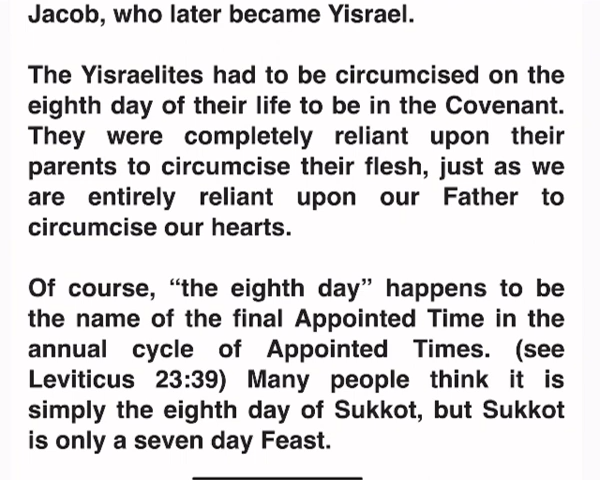 Jacob, who later became Yisrael.
The Yisraelites had to be circumcised on the
eighth day of their life to be in the Covenant.
They were completely reliant upon their
parents to circumcise their flesh, just as we
are entirely reliant upon our Father to
circumcise our hearts.
Of course, “the eighth day” happens to be
the name of the final Appointed Time in the
annual cycle of Appointed Times. (see
Leviticus 23:39) Many people think it is
simply the eighth day of Sukkot, but Sukkot
is only a seven day Feast.